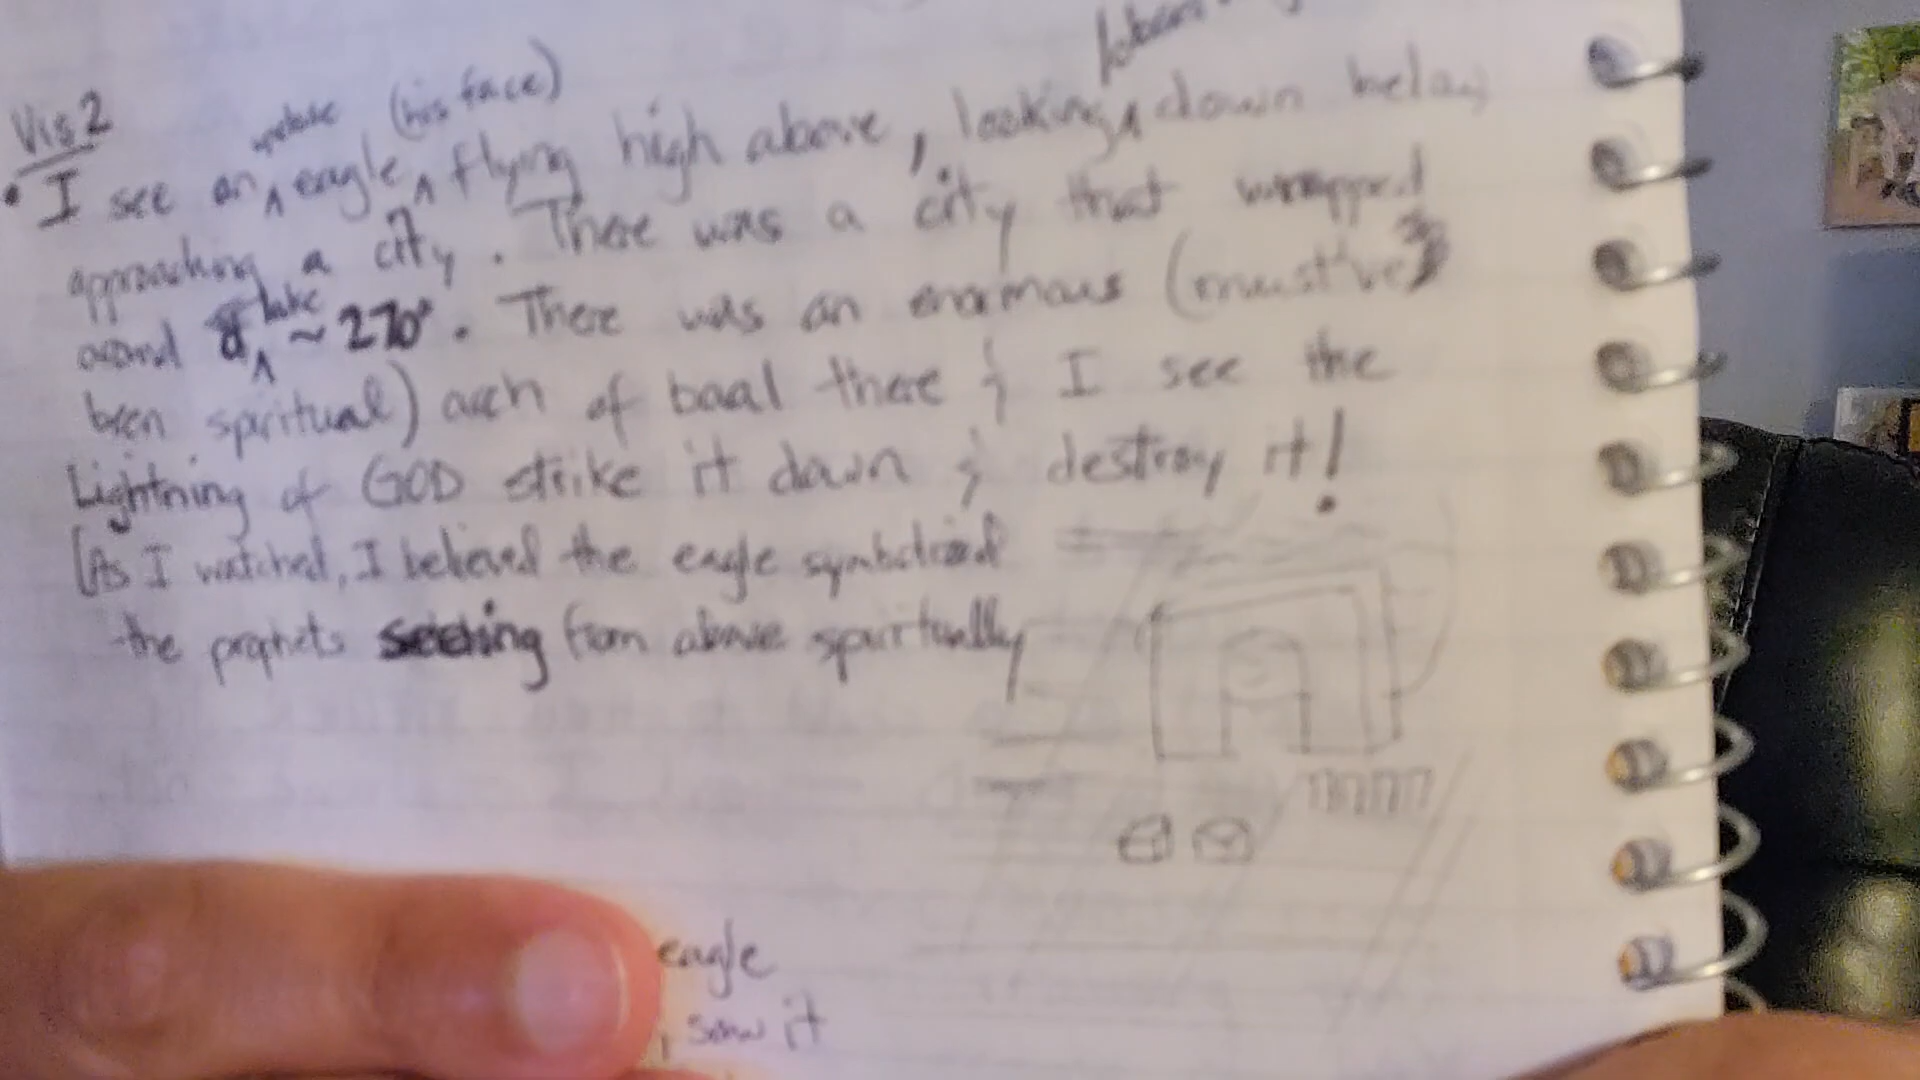 Vis 2
(his face)
• I see an eagle flying high above, looking down below
approaching a city. There was a city that wrapped
around a lake ~270°. There was an enormous (must've
been spiritual) arch of baal there & I see the
Lightning of GOD strike it down & destroy it!
[As I watched, I believed the eagle symbolized
the prophets seeing from above spiritually
eagle
saw it